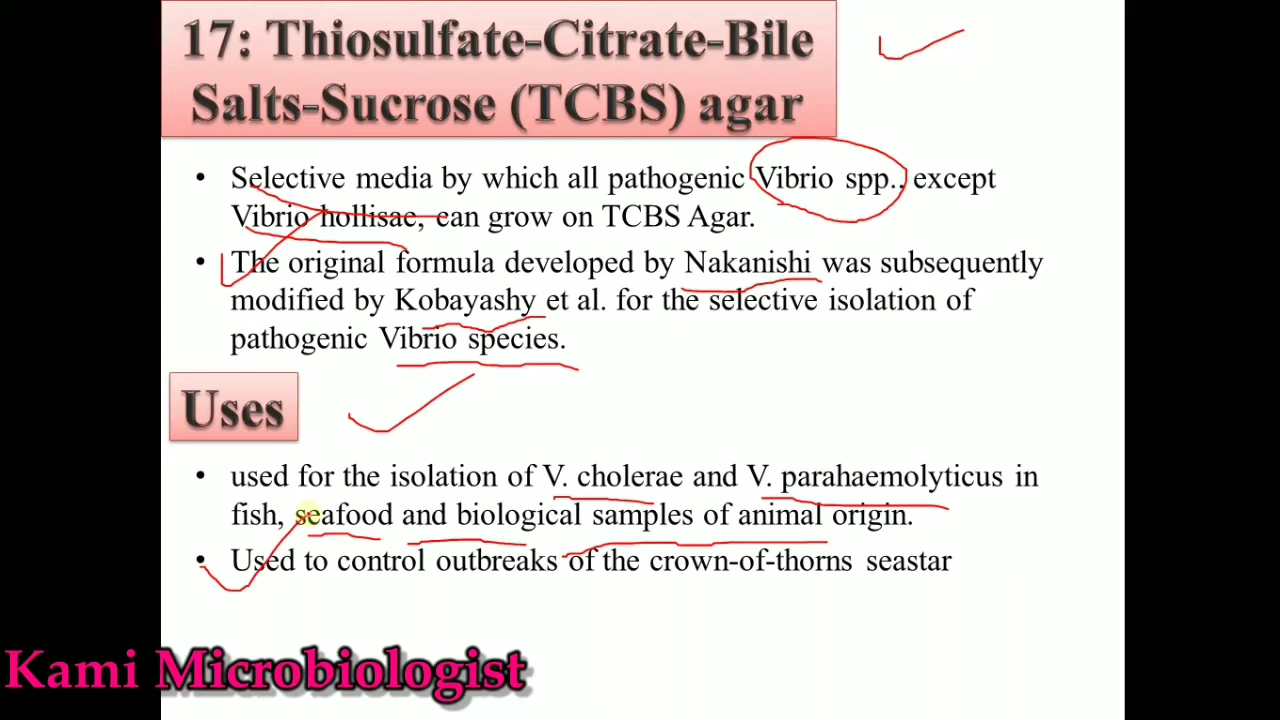 17: Thiosulfate-Citrate-Bile
Salts-Sucrose (TCBS) agar
• Selective media by which all pathogenic Vibrio spp., except
Vibrio hollisae, can grow on TCBS Agar.
• The original formula developed by Nakanishi was subsequently
modified by Kobayashy et al. for the selective isolation of
pathogenic Vibrio species.
Uses
• used for the isolation of V. cholerae and V. parahaemolyticus in
fish, seafood and biological samples of animal origin.
• Used to control outbreaks of the crown-of-thorns seastar
Kami Microbiologist